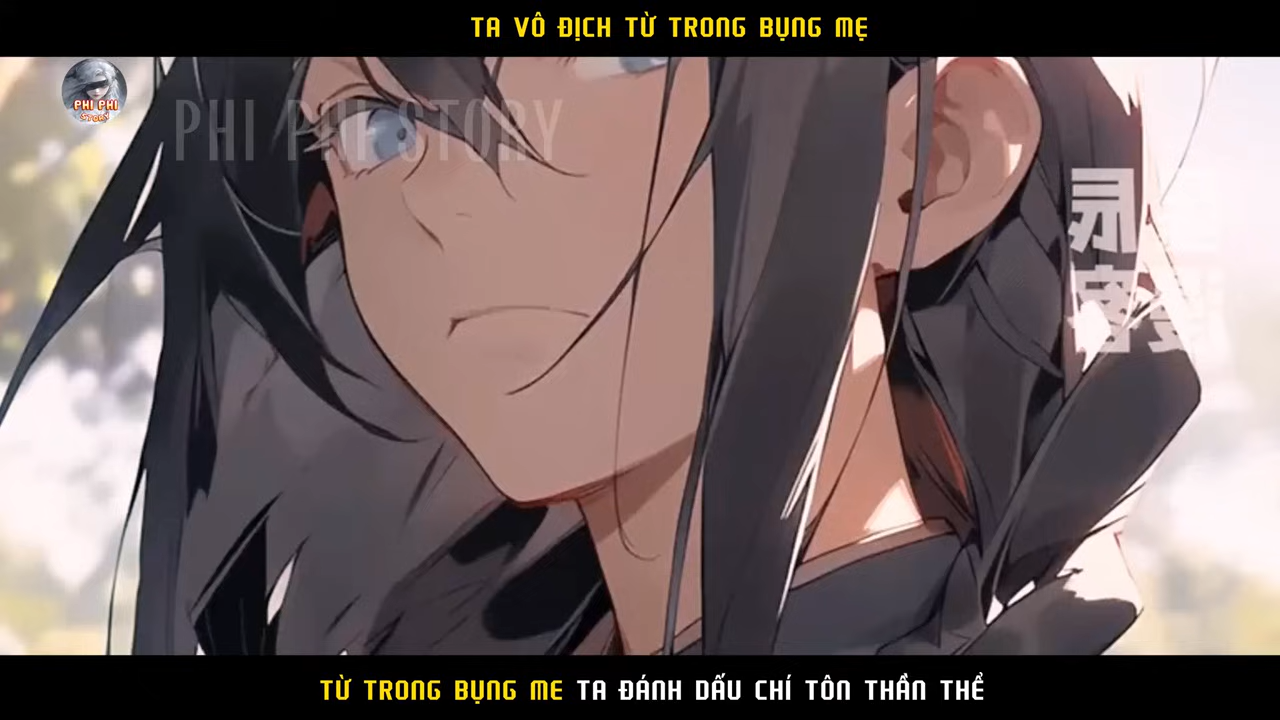 TA VÔ ĐỊCH TỪ TRONG BỤNG MẸ
PHI PHI
STORY
PHI PHI STORY
TỪ TRONG BỤNG ME TA ĐÁNH DẤU CHÍ TÔN THẦN THỂ